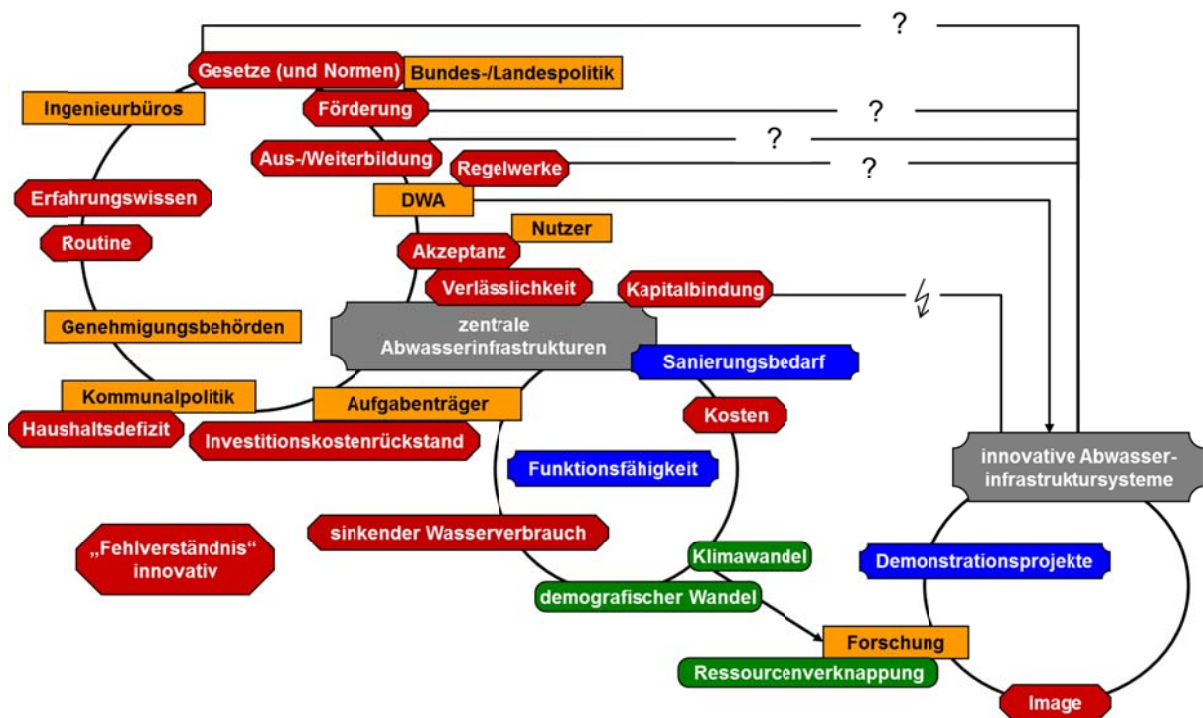 ?
Gesetze (und Normen)
Bundes-/Landespolitik
Ingenieurbüros
Förderung
?
Aus-/Weiterbildung
?
Regelwerke
?
Erfahrungswissen
DWA
Nutzer
Routine
Akzeptanz
Verlässlichkeit
Kapitalbindung
Genehmigungsbehörden
zentrale
Abwasserinfrastrukturen
Sanierungsbedarf
Kommunalpolitik
Aufgabenträger
Kosten
Haushaltsdefizit
Investitionskostenrückstand
innovative Abwasser-
infrastruktursysteme
Funktionsfähigkeit
sinkender Wasserverbrauch
„Fehlverständnis“
innovativ
Klimawandel
Demonstrationsprojekte
demografischer Wandel
Forschung
Ressourcenverknappung
Image